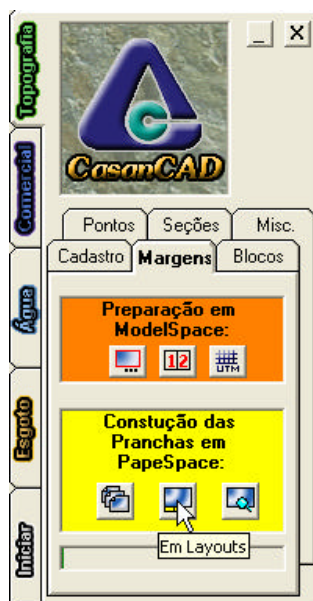 CasanCAD
Topografia
Comercial
Água
Esgoto
Iniciar
Pontos
Seções
Misc.
Cadastro
Margens
Blocos
Preparação em
ModelSpace:
12
UTM
Constução das
Pranchas em
PapeSpace:
Em Layouts